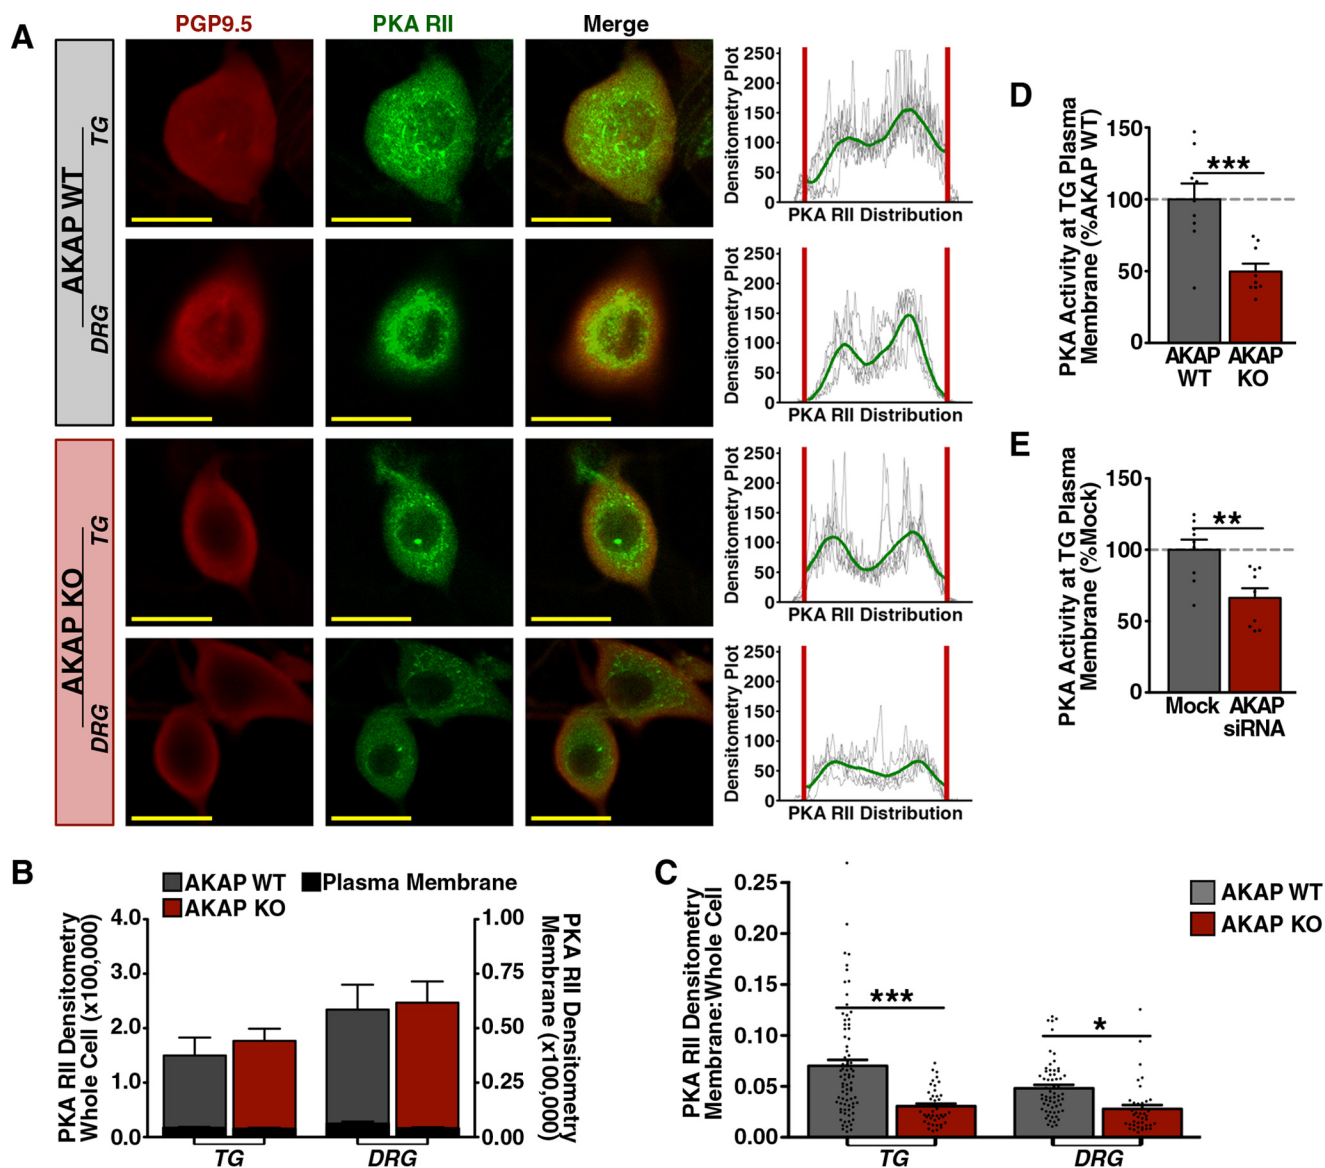 A
PGP9.5
PKA RII
Merge
AKAP WT
TG
DRG
AKAP KO
TG
DRG
Densitometry Plot
250
200
150
100
50
0
PKA RII Distribution
Densitometry Plot
250
200
150
100
50
0
PKA RII Distribution
Densitometry Plot
250
200
150
100
50
0
PKA RII Distribution
Densitometry Plot
250
200
150
100
50
0
PKA RII Distribution
D
PKA Activity at TG Plasma
Membrane (%AKAP WT)
150
100
50
0
***
AKAP AKAP
WT KO
E
PKA Activity at TG Plasma
Membrane (%Mock)
150
100
50
0
**
Mock AKAP
siRNA
B
AKAP WT
Plasma Membrane
AKAP KO
PKA RII Densitometry
Whole Cell (x100,000)
4.0
3.0
2.0
1.0
0.0
1.00
0.75
0.50
0.25
0.00
PKA RII Densitometry
Membrane (x100,000)
TG
DRG
C
PKA RII Densitometry
Membrane:Whole Cell
0.25
0.20
0.15
0.10
0.05
0.00
***
*
TG
DRG
AKAP WT
AKAP KO